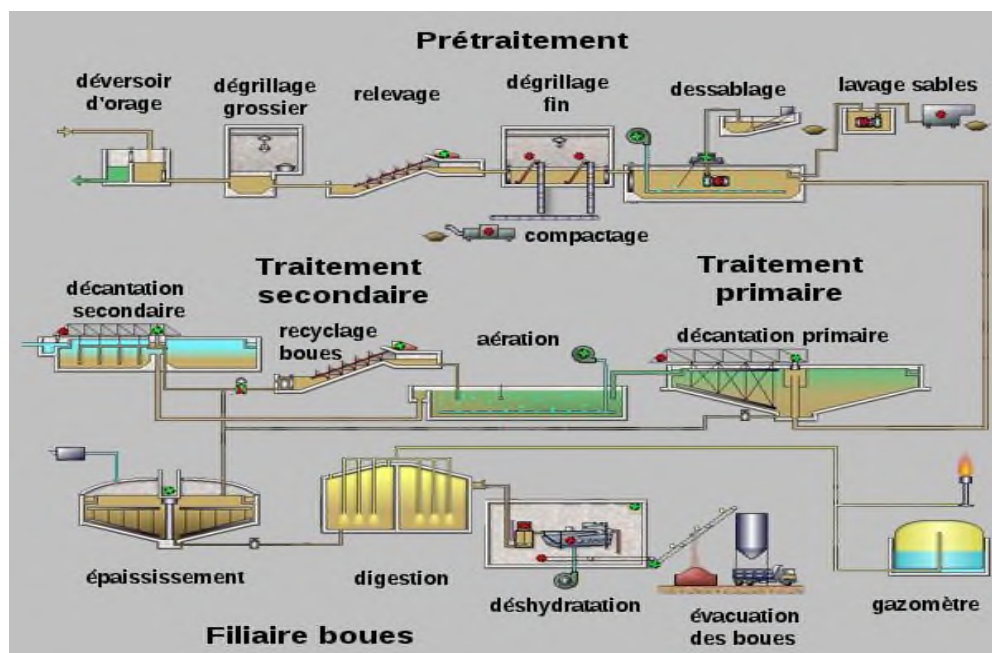 Prétraitement
déversoir
d'orage
dégrillage
grossier
relevage
dégrillage
fin
dessablage
lavage sables
compactage
Traitement
secondaire
Traitement
primaire
décantation
secondaire
recyclage
boues
aération
décantation primaire
épaississement
digestion
déshydratation
évacuation
des boues
gazomètre
Filiaire boues